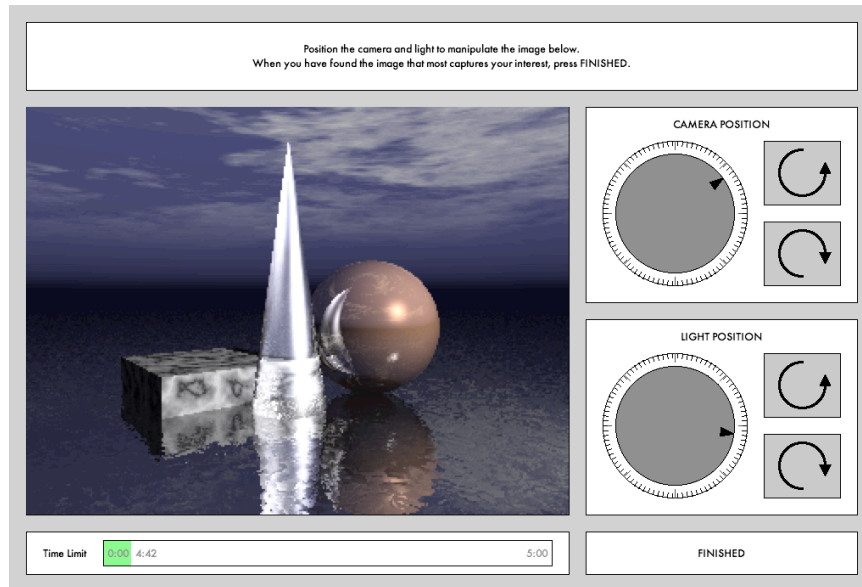 Position the camera and light to manipulate the image below.
When you have found the image that most captures your interest, press FINISHED.
CAMERA POSITION
LIGHT POSITION
Time Limit 0:00 4:42 5:00
FINISHED